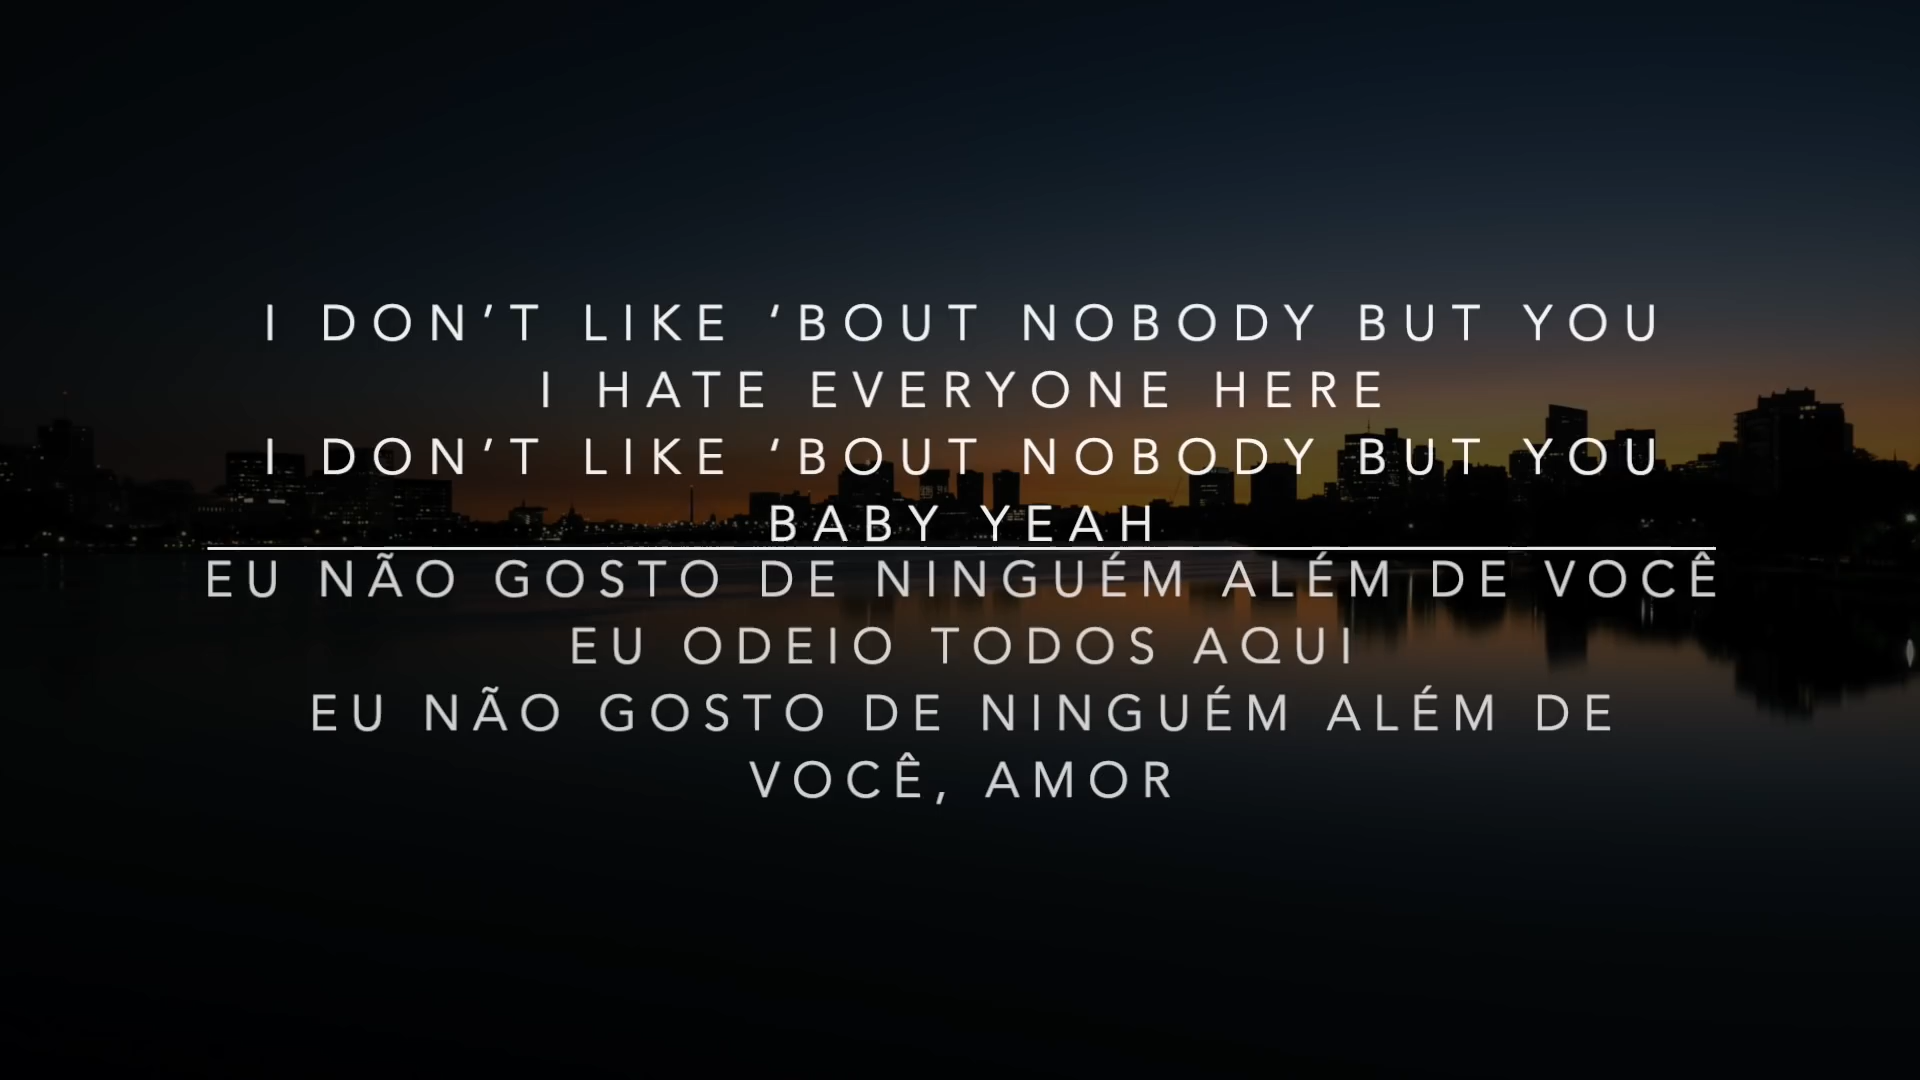 I DON’T LIKE ‘BOUT NOBODY BUT YOU
I HATE EVERYONE HERE
I DON’T LIKE ‘BOUT NOBODY BUT YOU
BABY YEAH
EU NÃO GOSTO DE NINGUÉM ALÉM DE VOCÊ
EU ODEIO TODOS AQUI
EU NÃO GOSTO DE NINGUÉM ALÉM DE
VOCÊ, AMOR